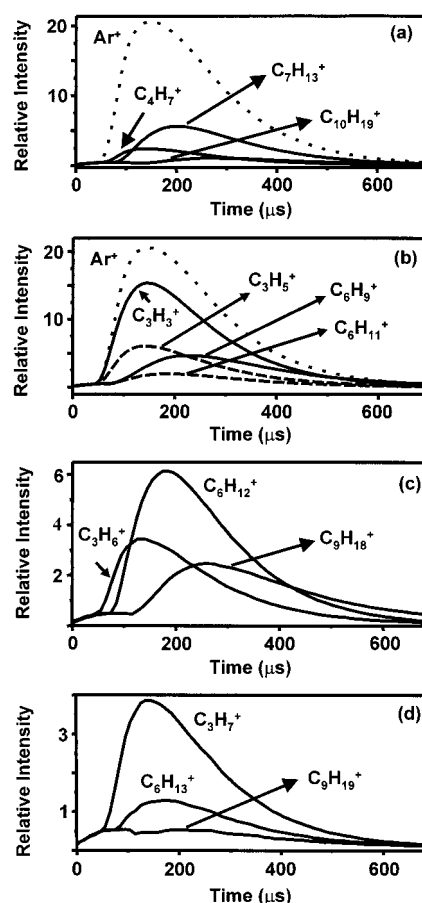 (a)
20
Ar⁺
C₇H₁₃⁺
C₄H₇⁺
C₁₀H₁₉⁺
10
Relative Intensity
0 200 400 600
Time (μs)
(b)
20
Ar⁺
C₃H₅⁺
C₆H₉⁺
C₃H₃⁺
C₆H₁₁⁺
10
Relative Intensity
0 200 400 600
Time (μs)
(c)
6
C₆H₁₂⁺
C₃H₆⁺
C₉H₁₈⁺
4
2
Relative Intensity
0 200 400 600
Time (μs)
(d)
3
C₃H₇⁺
C₆H₁₃⁺
C₉H₁₉⁺
1
Relative Intensity
0 200 400 600
Time (μs)